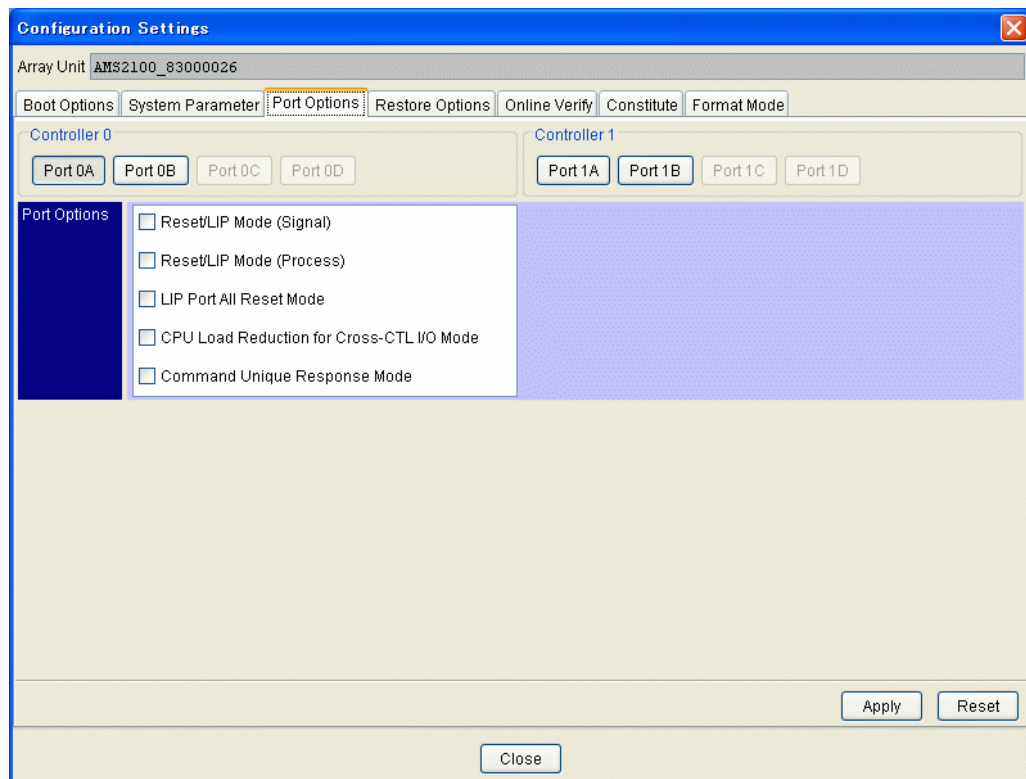 Configuration Settings
Array Unit AMS2100_83000026
Boot Options System Parameter Port Options Restore Options Online Verify Constitute Format Mode
Controller 0
Port 0A Port 0B Port 0C Port 0D
Controller 1
Port 1A Port 1B Port 1C Port 1D
Port Options
Reset/LIP Mode (Signal)
Reset/LIP Mode (Process)
LIP Port All Reset Mode
CPU Load Reduction for Cross-CTL I/O Mode
Command Unique Response Mode
Apply Reset
Close